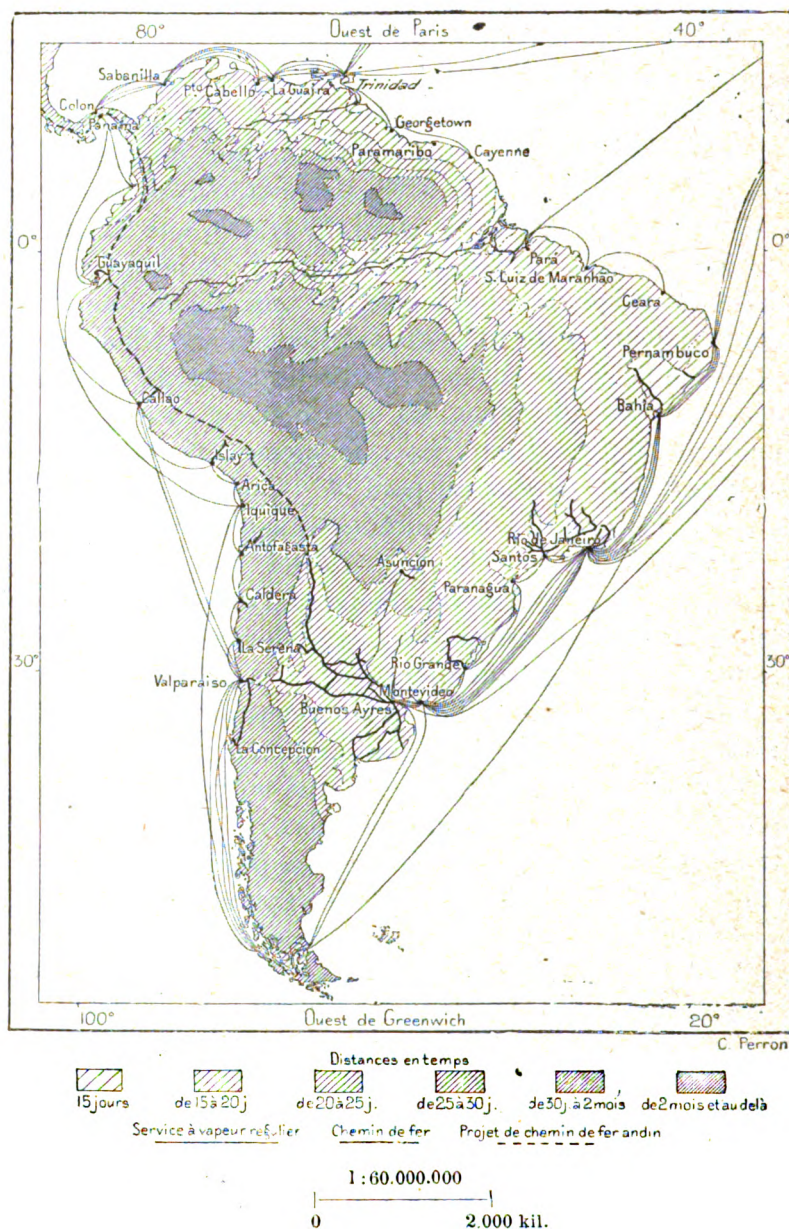 80° Ouest de Paris 40°
Sabanilla
Pto Cabello
La Guaira
Trinidad
Colon
Panamá
Georgetown
Paramaribo
Cayenne
0° 0°
Guayaquil
Pará
S. Luiz de Maranhão
Ceara
Pernambuco
Bahia
Callao
Islay
Arica
Iquique
Antofagasta
Rio de Janeiro
Santos
Asuncion
Paranagua
Caldera
La Serena
30° 30°
Rio Grande
Valparaiso
Montevideo
Buenos Ayres
La Concepcion
100° Ouest de Greenwich 20°
C. Perron
Distances en temps
15 jours de 15 à 20 j. de 20 à 25 j. de 25 à 30 j. de 30 j. à 2 mois de 2 mois et au delà
Service à vapeur regulier Chemin de fer Projet de chemin de fer andin
1 : 60.000.000
0 2.000 kil.